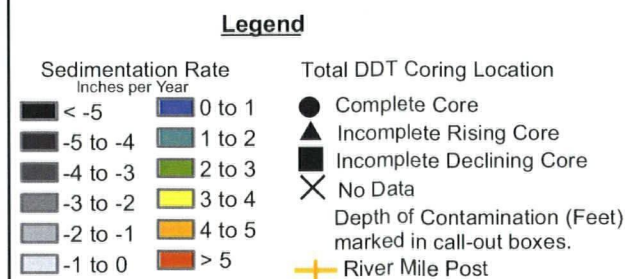 Legend
Sedimentation Rate
Inches per Year
< -5
-5 to -4
-4 to -3
-3 to -2
-2 to -1
-1 to 0
0 to 1
1 to 2
2 to 3
3 to 4
4 to 5
> 5
Total DDT Coring Location
Complete Core
Incomplete Rising Core
Incomplete Declining Core
No Data
Depth of Contamination (Feet)
marked in call-out boxes.
River Mile Post